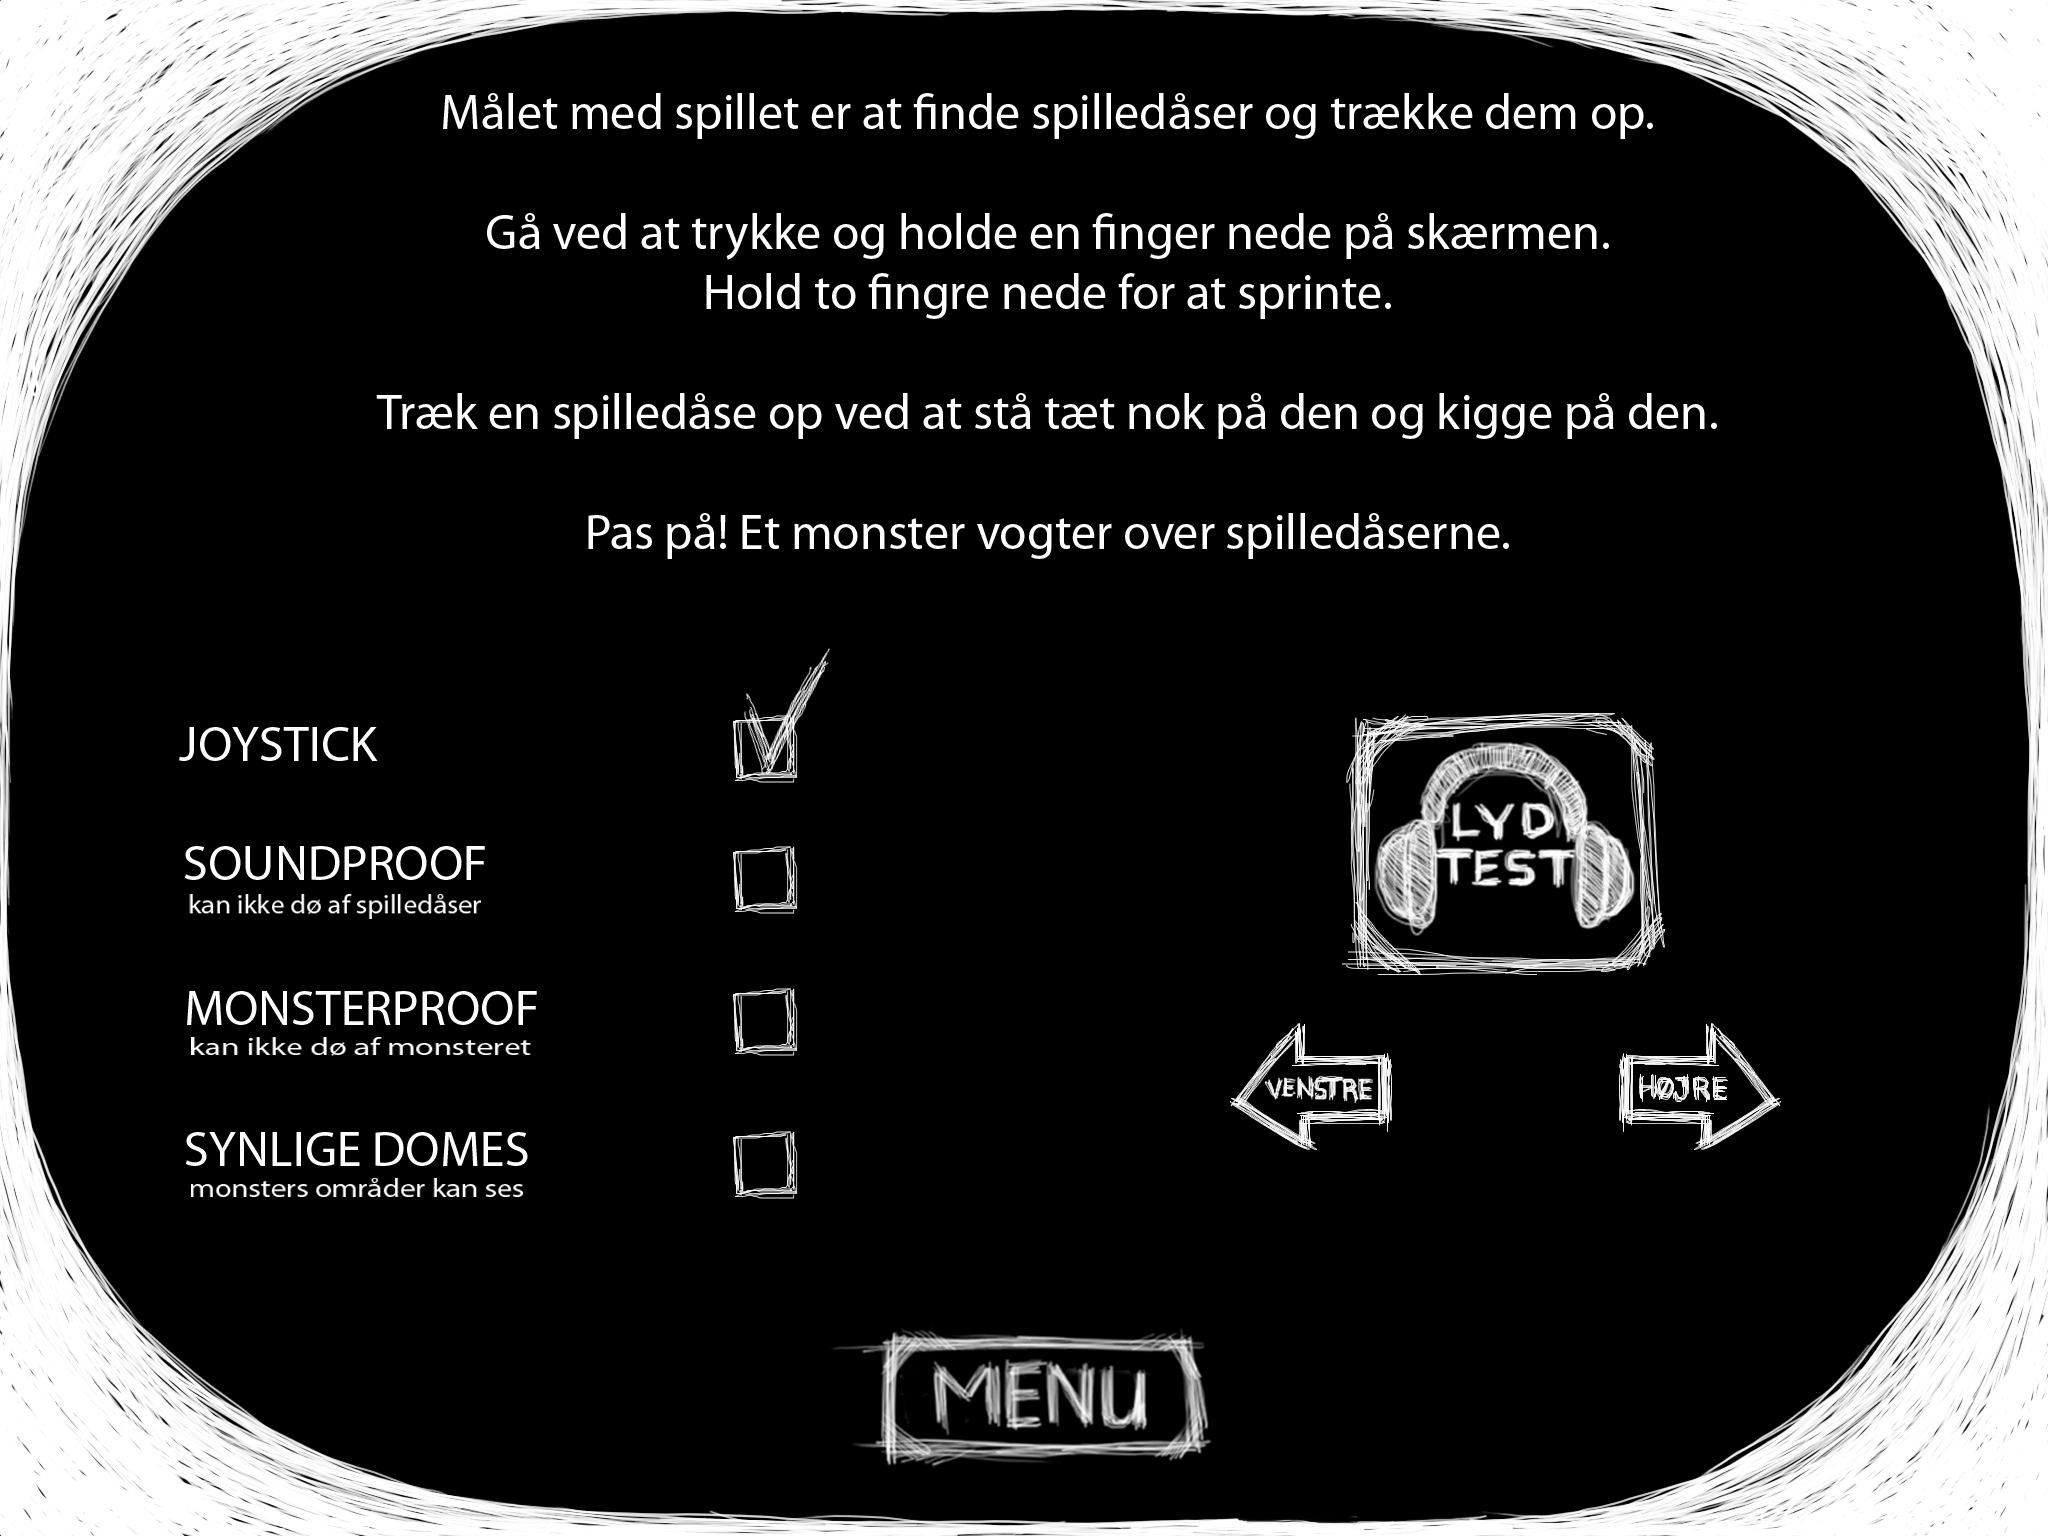 Målet med spillet er at finde spilledåser og trække dem op.
Gå ved at trykke og holde en finger nede på skærmen.
Hold to fingre nede for at sprinte.
Træk en spilledåse op ved at stå tæt nok på den og kigge på den.
Pas på! Et monster vogter over spilledåserne.
JOYSTICK
SOUNDPROOF
kan ikke dø af spilledåser
MONSTERPROOF
kan ikke dø af monsteret
SYNLIGE DOMES
monsters områder kan ses
LYD
TEST
VENSTRE
HØJRE
MENU